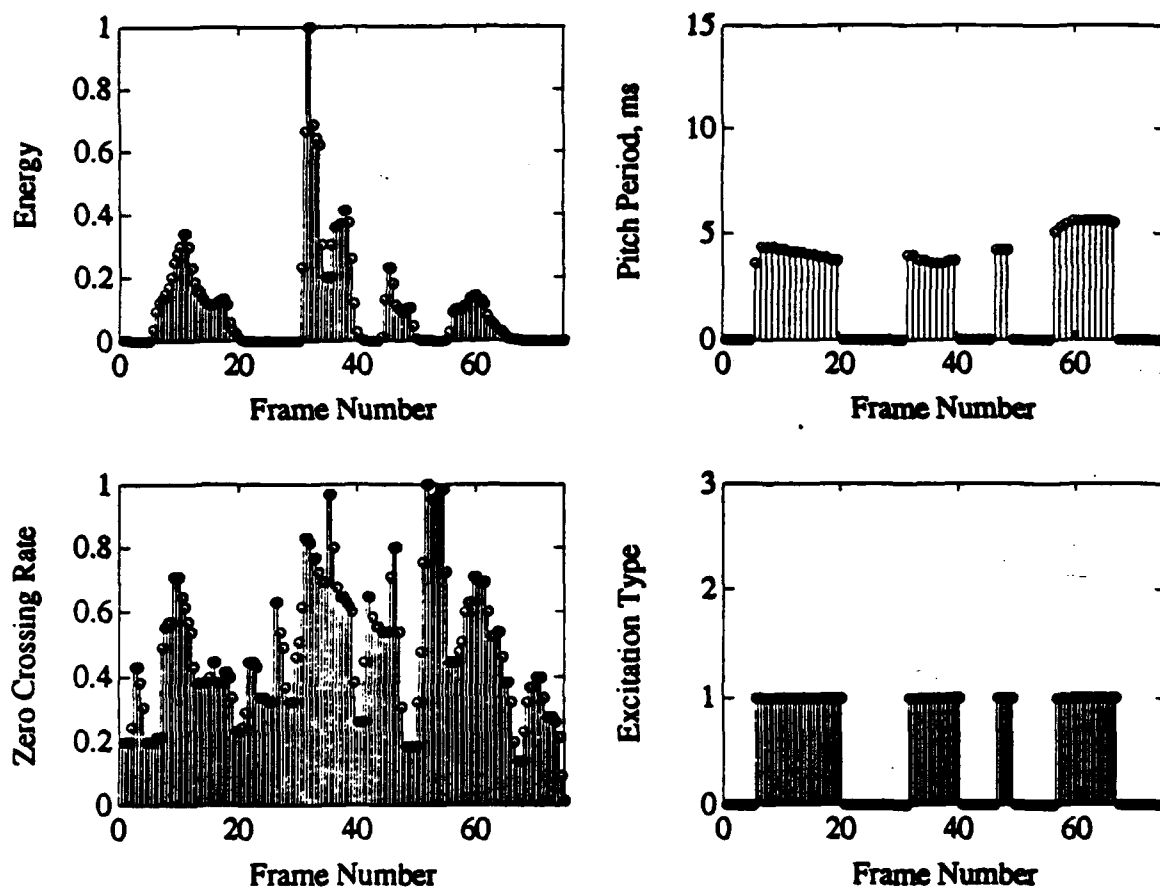 Energy
1
0.8
0.6
0.4
0.2
0
0 20 40 60
Frame Number
Pitch Period, ms
15
10
5
0
0 20 40 60
Frame Number
Zero Crossing Rate
1
0.8
0.6
0.4
0.2
0
0 20 40 60
Frame Number
Excitation Type
3
2
1
0
0 20 40 60
Frame Number